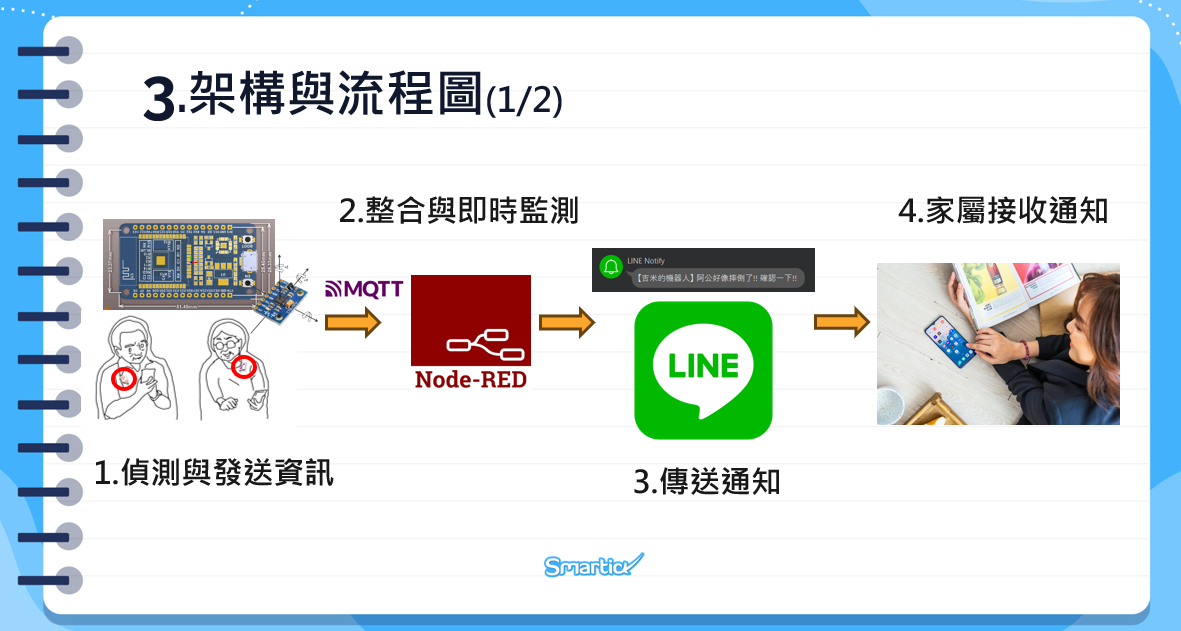 3.架構與流程圖(1/2)
2.整合與即時監測
4.家屬接收通知
LINE Notify
【吉米的機器人】阿公好像摔倒了!! 確認一下!!
MQTT
LINE
Node-RED
1.偵測與發送資訊
3.傳送通知
Smartick